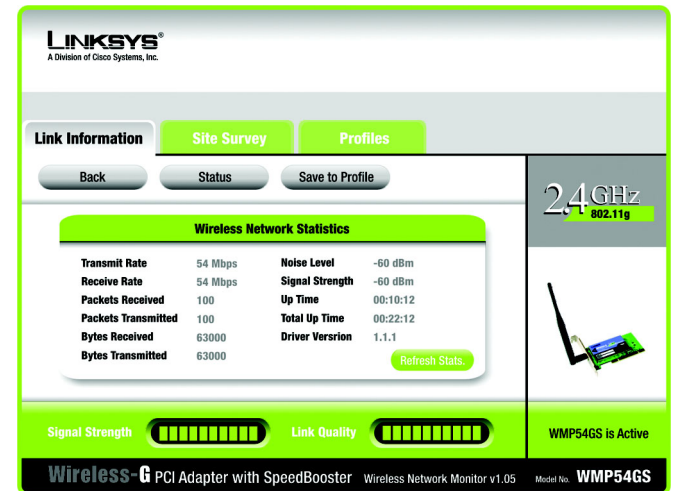 LINKSYS®
A Division of Cisco Systems, Inc.
Link Information Site Survey Profiles
Back Status Save to Profile
2.4GHz
802.11g
Wireless Network Statistics
Transmit Rate 54 Mbps Noise Level -60 dBm
Receive Rate 54 Mbps Signal Strength -60 dBm
Packets Received 100 Up Time 00:10:12
Packets Transmitted 100 Total Up Time 00:22:12
Bytes Received 63000 Driver Versrion 1.1.1
Bytes Transmitted 63000 Refresh Stats.
Signal Strength Link Quality WMP54GS is Active
Wireless-G PCI Adapter with SpeedBooster Wireless Network Monitor v1.05 Model No. WMP54GS